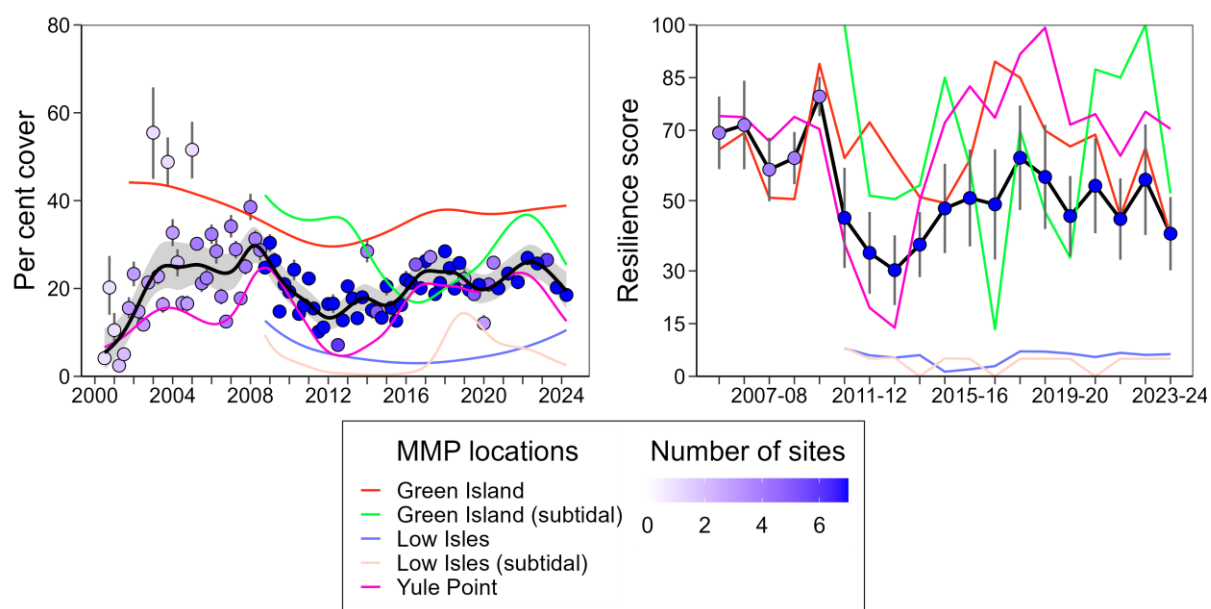 Per cent cover
80
60
40
20
0
2000 2004 2008 2012 2016 2020 2024
Resilience score
100
85
70
50
30
15
0
2007-08 2011-12 2015-16 2019-20 2023-24
MMP locations
Green Island
Green Island (subtidal)
Low Isles
Low Isles (subtidal)
Yule Point
Number of sites
0 2 4 6